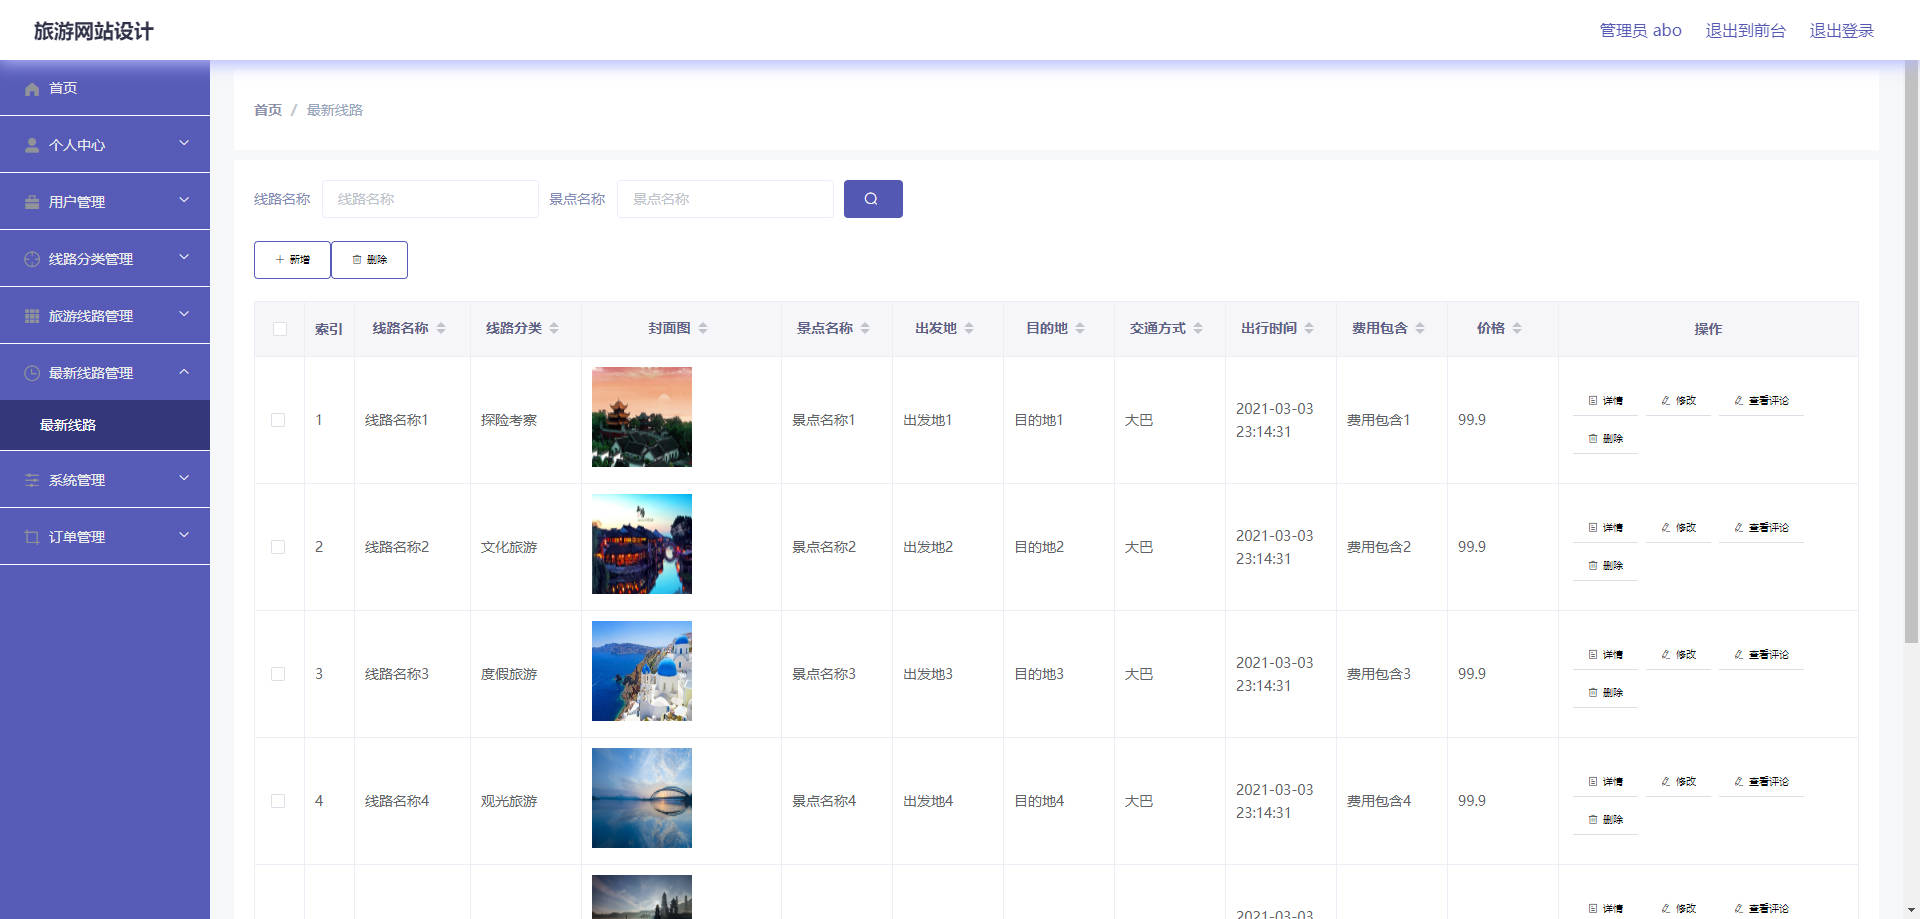 旅游网站设计
管理员 abo 退出到前台 退出登录
首页
个人中心
用户管理
线路分类管理
旅游线路管理
最新线路管理
最新线路
系统管理
订单管理
首页 / 最新线路
线路名称 线路名称 景点名称 景点名称
新增 删除
索引 线路名称 线路分类 封面图 景点名称 出发地 目的地 交通方式 出行时间 费用包含 价格 操作
1 线路名称1 探险考察 景点名称1 出发地1 目的地1 大巴 2021-03-03 23:14:31 费用包含1 99.9 详情 修改 查看评论
删除
2 线路名称2 文化旅游 景点名称2 出发地2 目的地2 大巴 2021-03-03 23:14:31 费用包含2 99.9 详情 修改 查看评论
删除
3 线路名称3 度假旅游 景点名称3 出发地3 目的地3 大巴 2021-03-03 23:14:31 费用包含3 99.9 详情 修改 查看评论
删除
4 线路名称4 观光旅游 景点名称4 出发地4 目的地4 大巴 2021-03-03 23:14:31 费用包含4 99.9 详情 修改 查看评论
删除
2021-03-03 详情 修改 查看评论